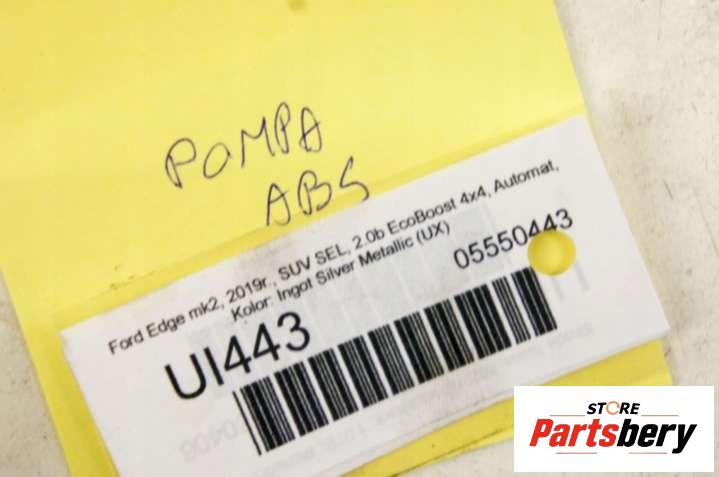 POMPA
ABS
Ford Edge mk2, 2019r., SUV SEL, 2.0b EcoBoost 4x4, Automat,
Kolor: Ingot Silver Metallic (UX)
05550443
UI443
STORE
Partsbery